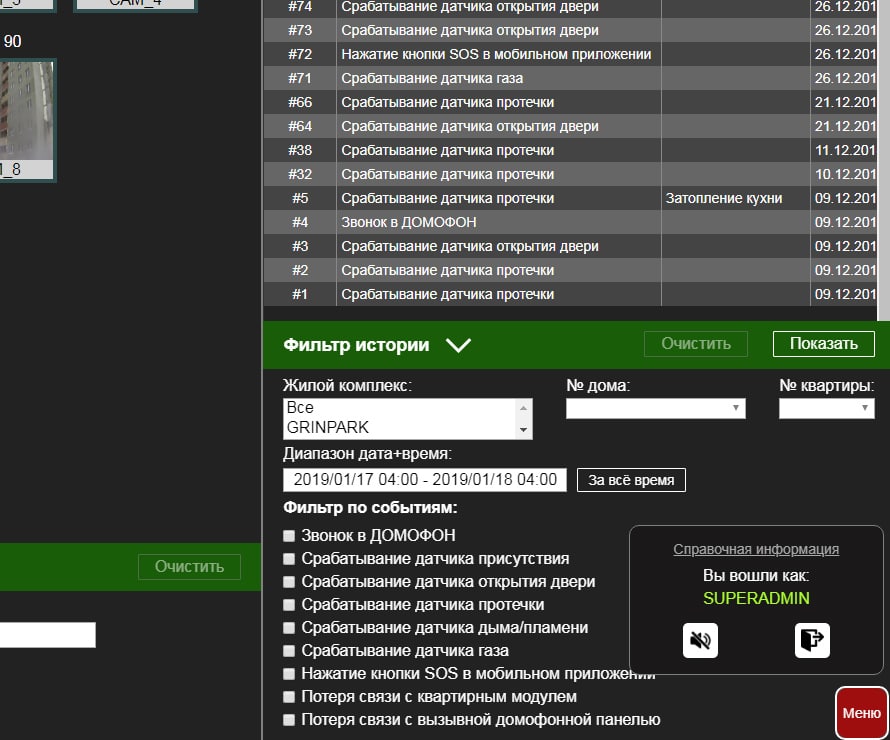 CAM_4
90
_8
#74 Срабатывание датчика открытия двери 26.12.201
#73 Срабатывание датчика открытия двери 26.12.201
#72 Нажатие кнопки SOS в мобильном приложении 26.12.201
#71 Срабатывание датчика газа 26.12.201
#66 Срабатывание датчика протечки 21.12.201
#64 Срабатывание датчика открытия двери 21.12.201
#38 Срабатывание датчика протечки 11.12.201
#32 Срабатывание датчика протечки 10.12.201
#5 Срабатывание датчика протечки Затопление кухни 09.12.201
#4 Звонок в ДОМОФОН 09.12.201
#3 Срабатывание датчика открытия двери 09.12.201
#2 Срабатывание датчика протечки 09.12.201
#1 Срабатывание датчика протечки 09.12.201
Фильтр истории Очистить Показать
Жилой комплекс: № дома: № квартиры:
Все
GRINPARK
Диапазон дата+время:
2019/01/17 04:00 - 2019/01/18 04:00 За всё время
Фильтр по событиям:
Звонок в ДОМОФОН
Срабатывание датчика присутствия
Срабатывание датчика открытия двери
Срабатывание датчика протечки
Срабатывание датчика дыма/пламени
Срабатывание датчика газа
Нажатие кнопки SOS в мобильном приложении
Потеря связи с квартирным модулем
Потеря связи с вызывной домофонной панелью
Очистить
Справочная информация
Вы вошли как:
SUPERADMIN
Меню